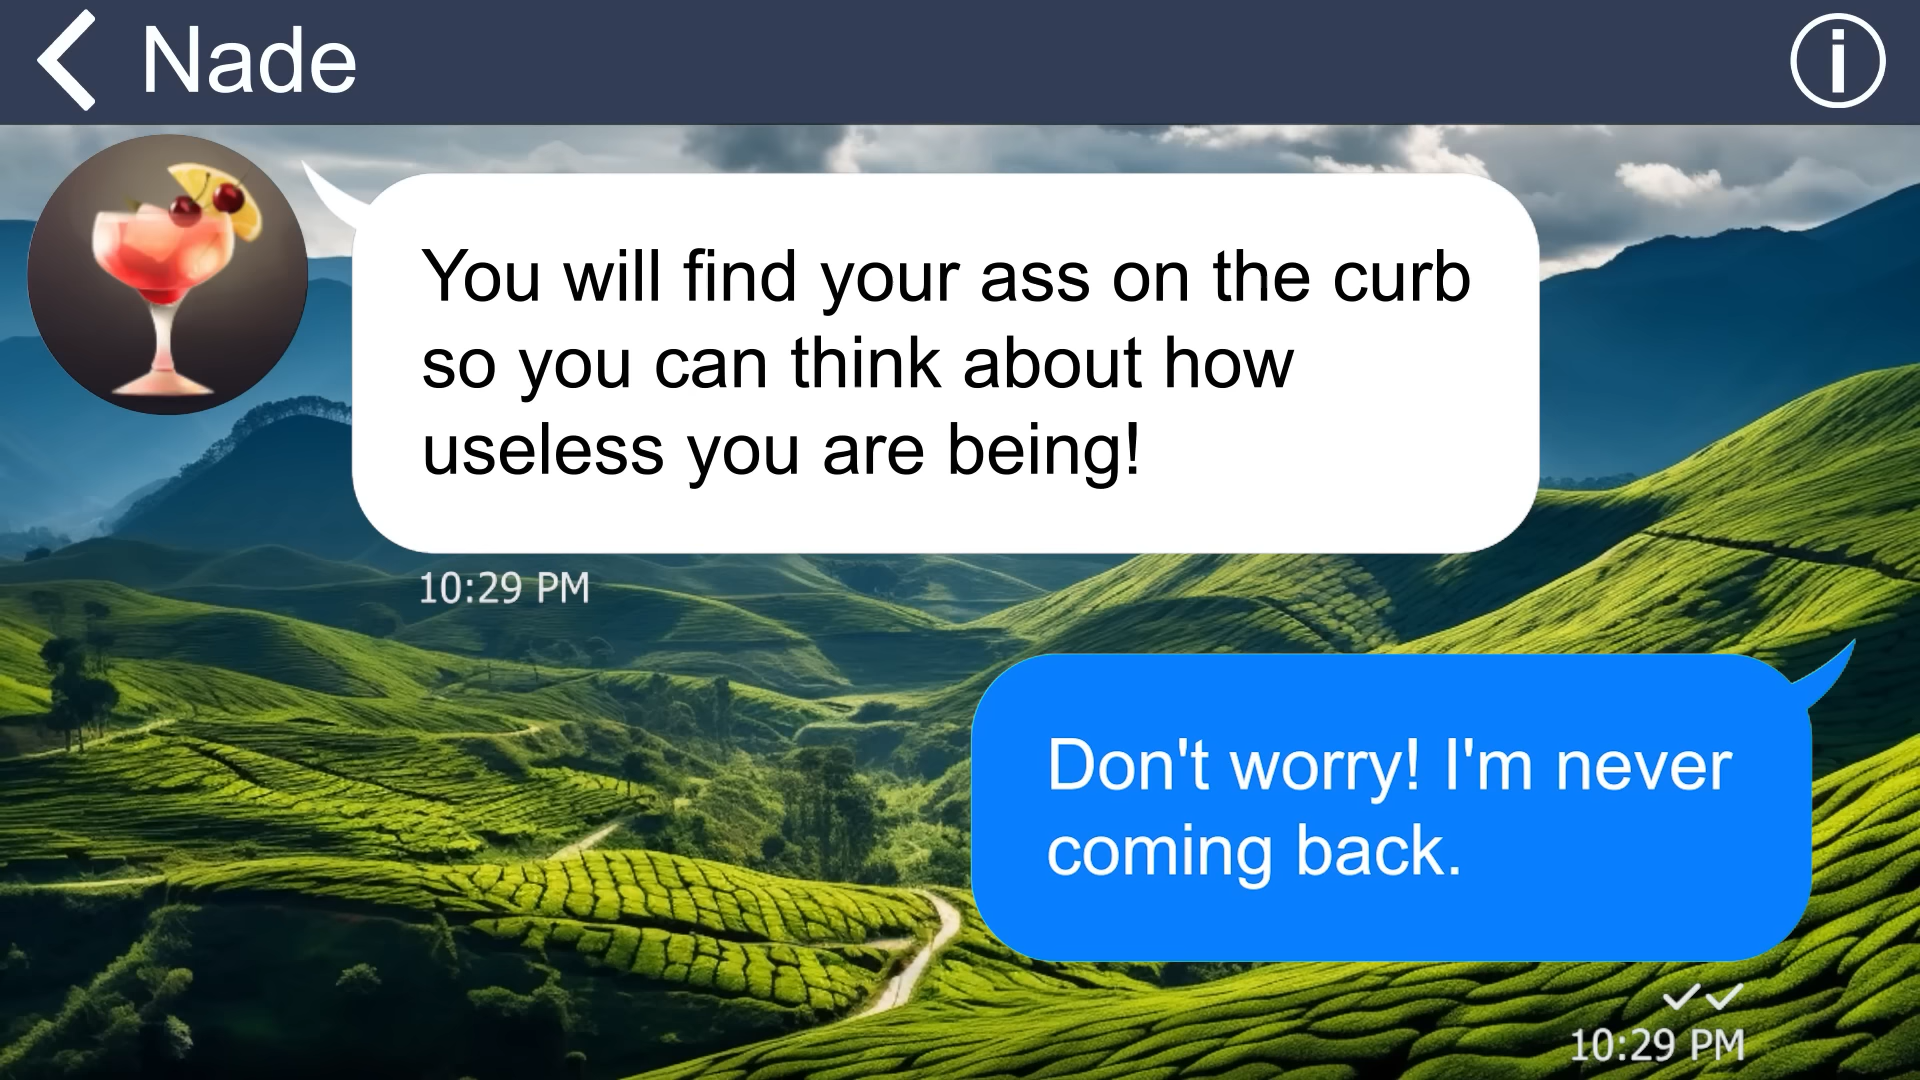 Nade
You will find your ass on the curb
so you can think about how
useless you are being!
10:29 PM
Don't worry! I'm never
coming back.
10:29 PM